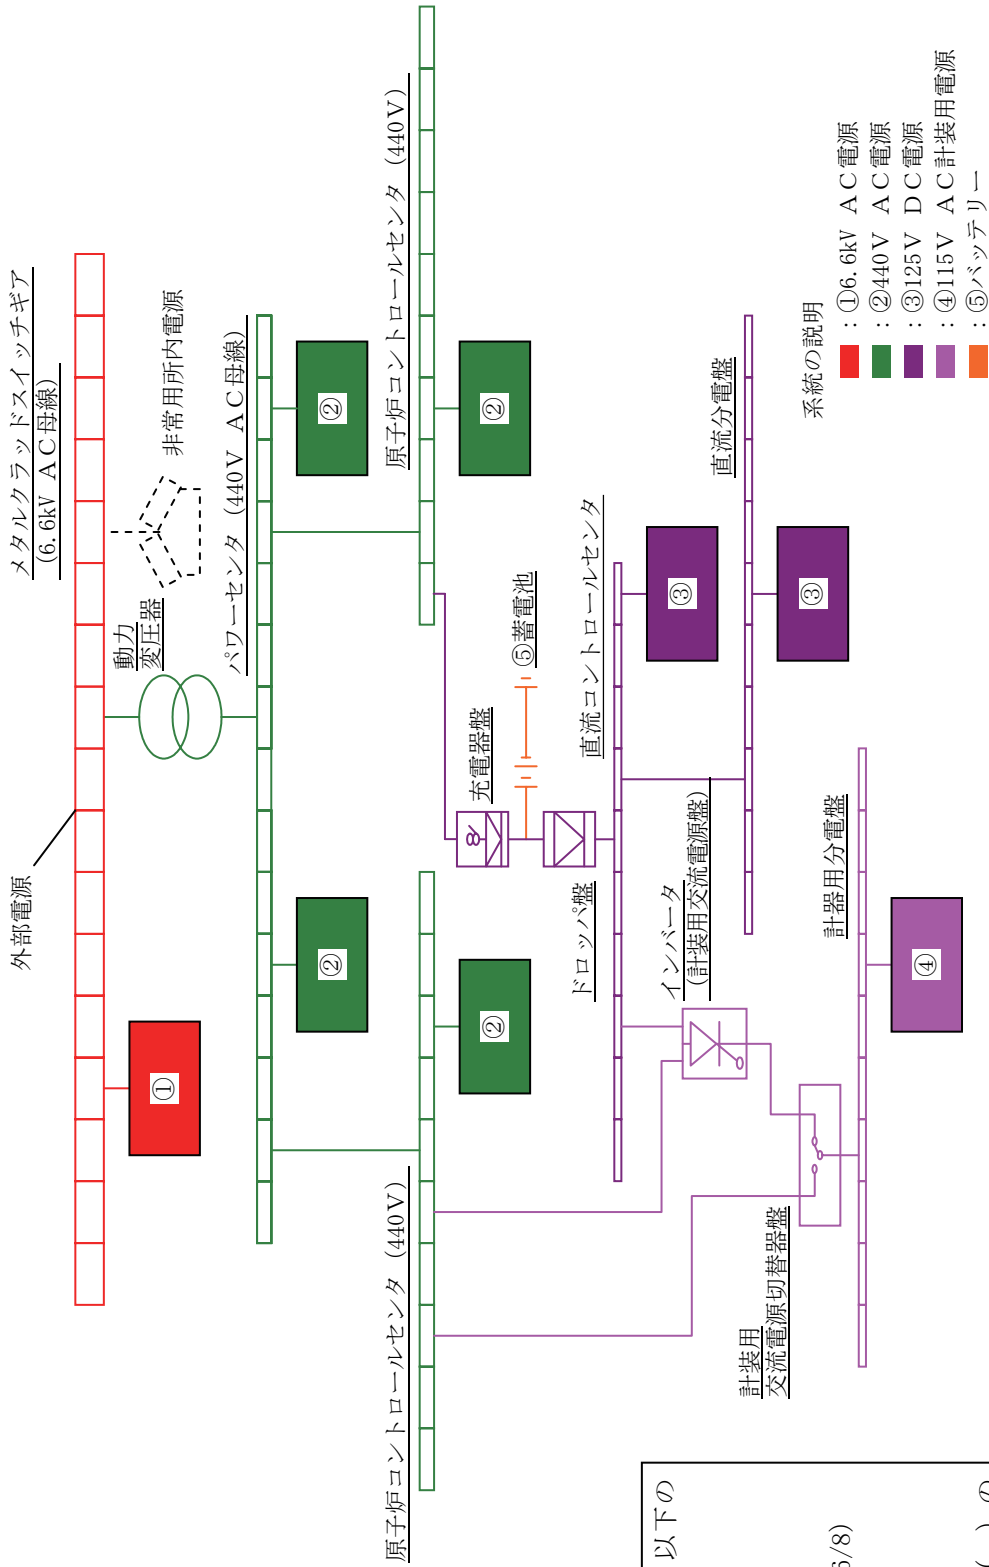 メタルクラッドスイッチギア
(6.6kV AC母線)
外部電源
①
動力
変圧器
非常用所内電源
パワーセンタ (440V AC母線)
②
②
原子炉コントロールセンタ (440V)
②
原子炉コントロールセンタ (440V)
②
充電器盤
⑤蓄電池
ドロッパ盤
直流コントロールセンタ
③
インバータ
(計装用交流電源盤)
直流分電盤
③
計装用
交流電源切替器盤
計器用分電盤
④
系統の説明
:①6.6kV AC電源
:②440V AC電源
:③125V DC電源
:④115V AC計装用電源
:⑤バッテリー
以下の
6/8)
( ) の